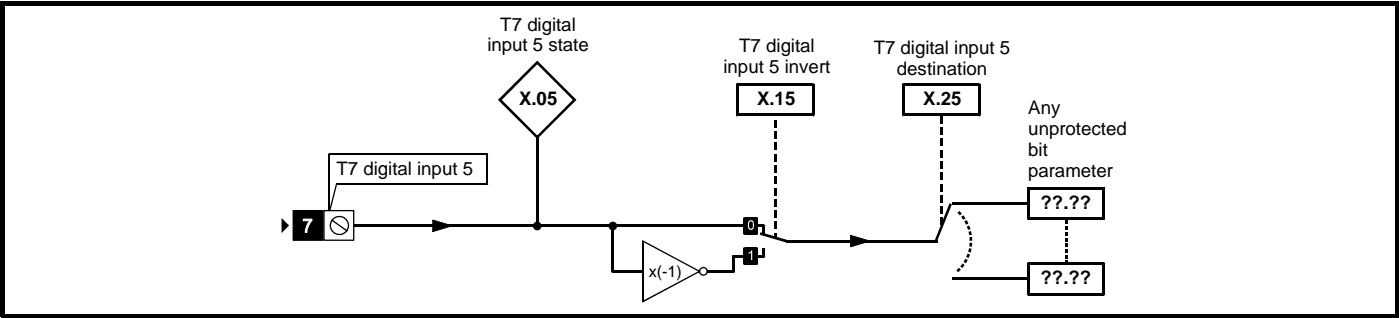 T7 digital
input 5 state
X.05
T7 digital
input 5 invert
X.15
T7 digital input 5
destination
X.25
Any
unprotected
bit
parameter
??.??
??.??
T7 digital input 5
7
0
1
x(-1)